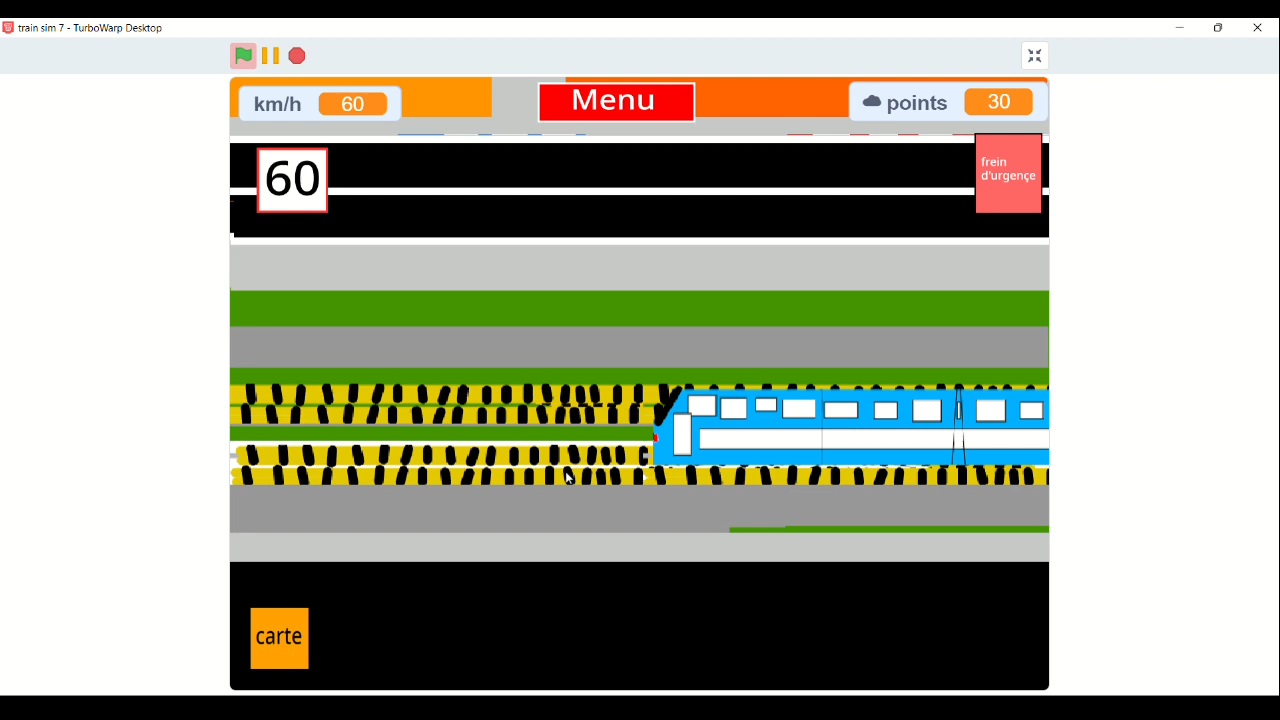 train sim 7 - TurboWarp Desktop
km/h 60
Menu
points 30
60
frein
d'urgençe
carte